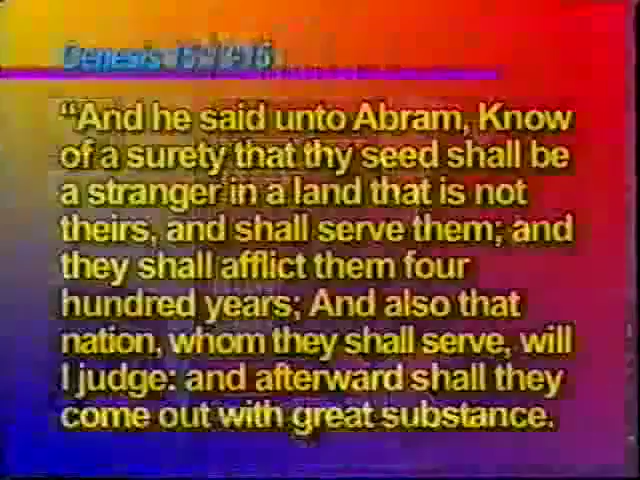 Genesis 15:13-16
“And he said unto Abram, Know
of a surety that thy seed shall be
a stranger in a land that is not
theirs, and shall serve them; and
they shall afflict them four
hundred years; And also that
nation, whom they shall serve, will
I judge: and afterward shall they
come out with great substance.